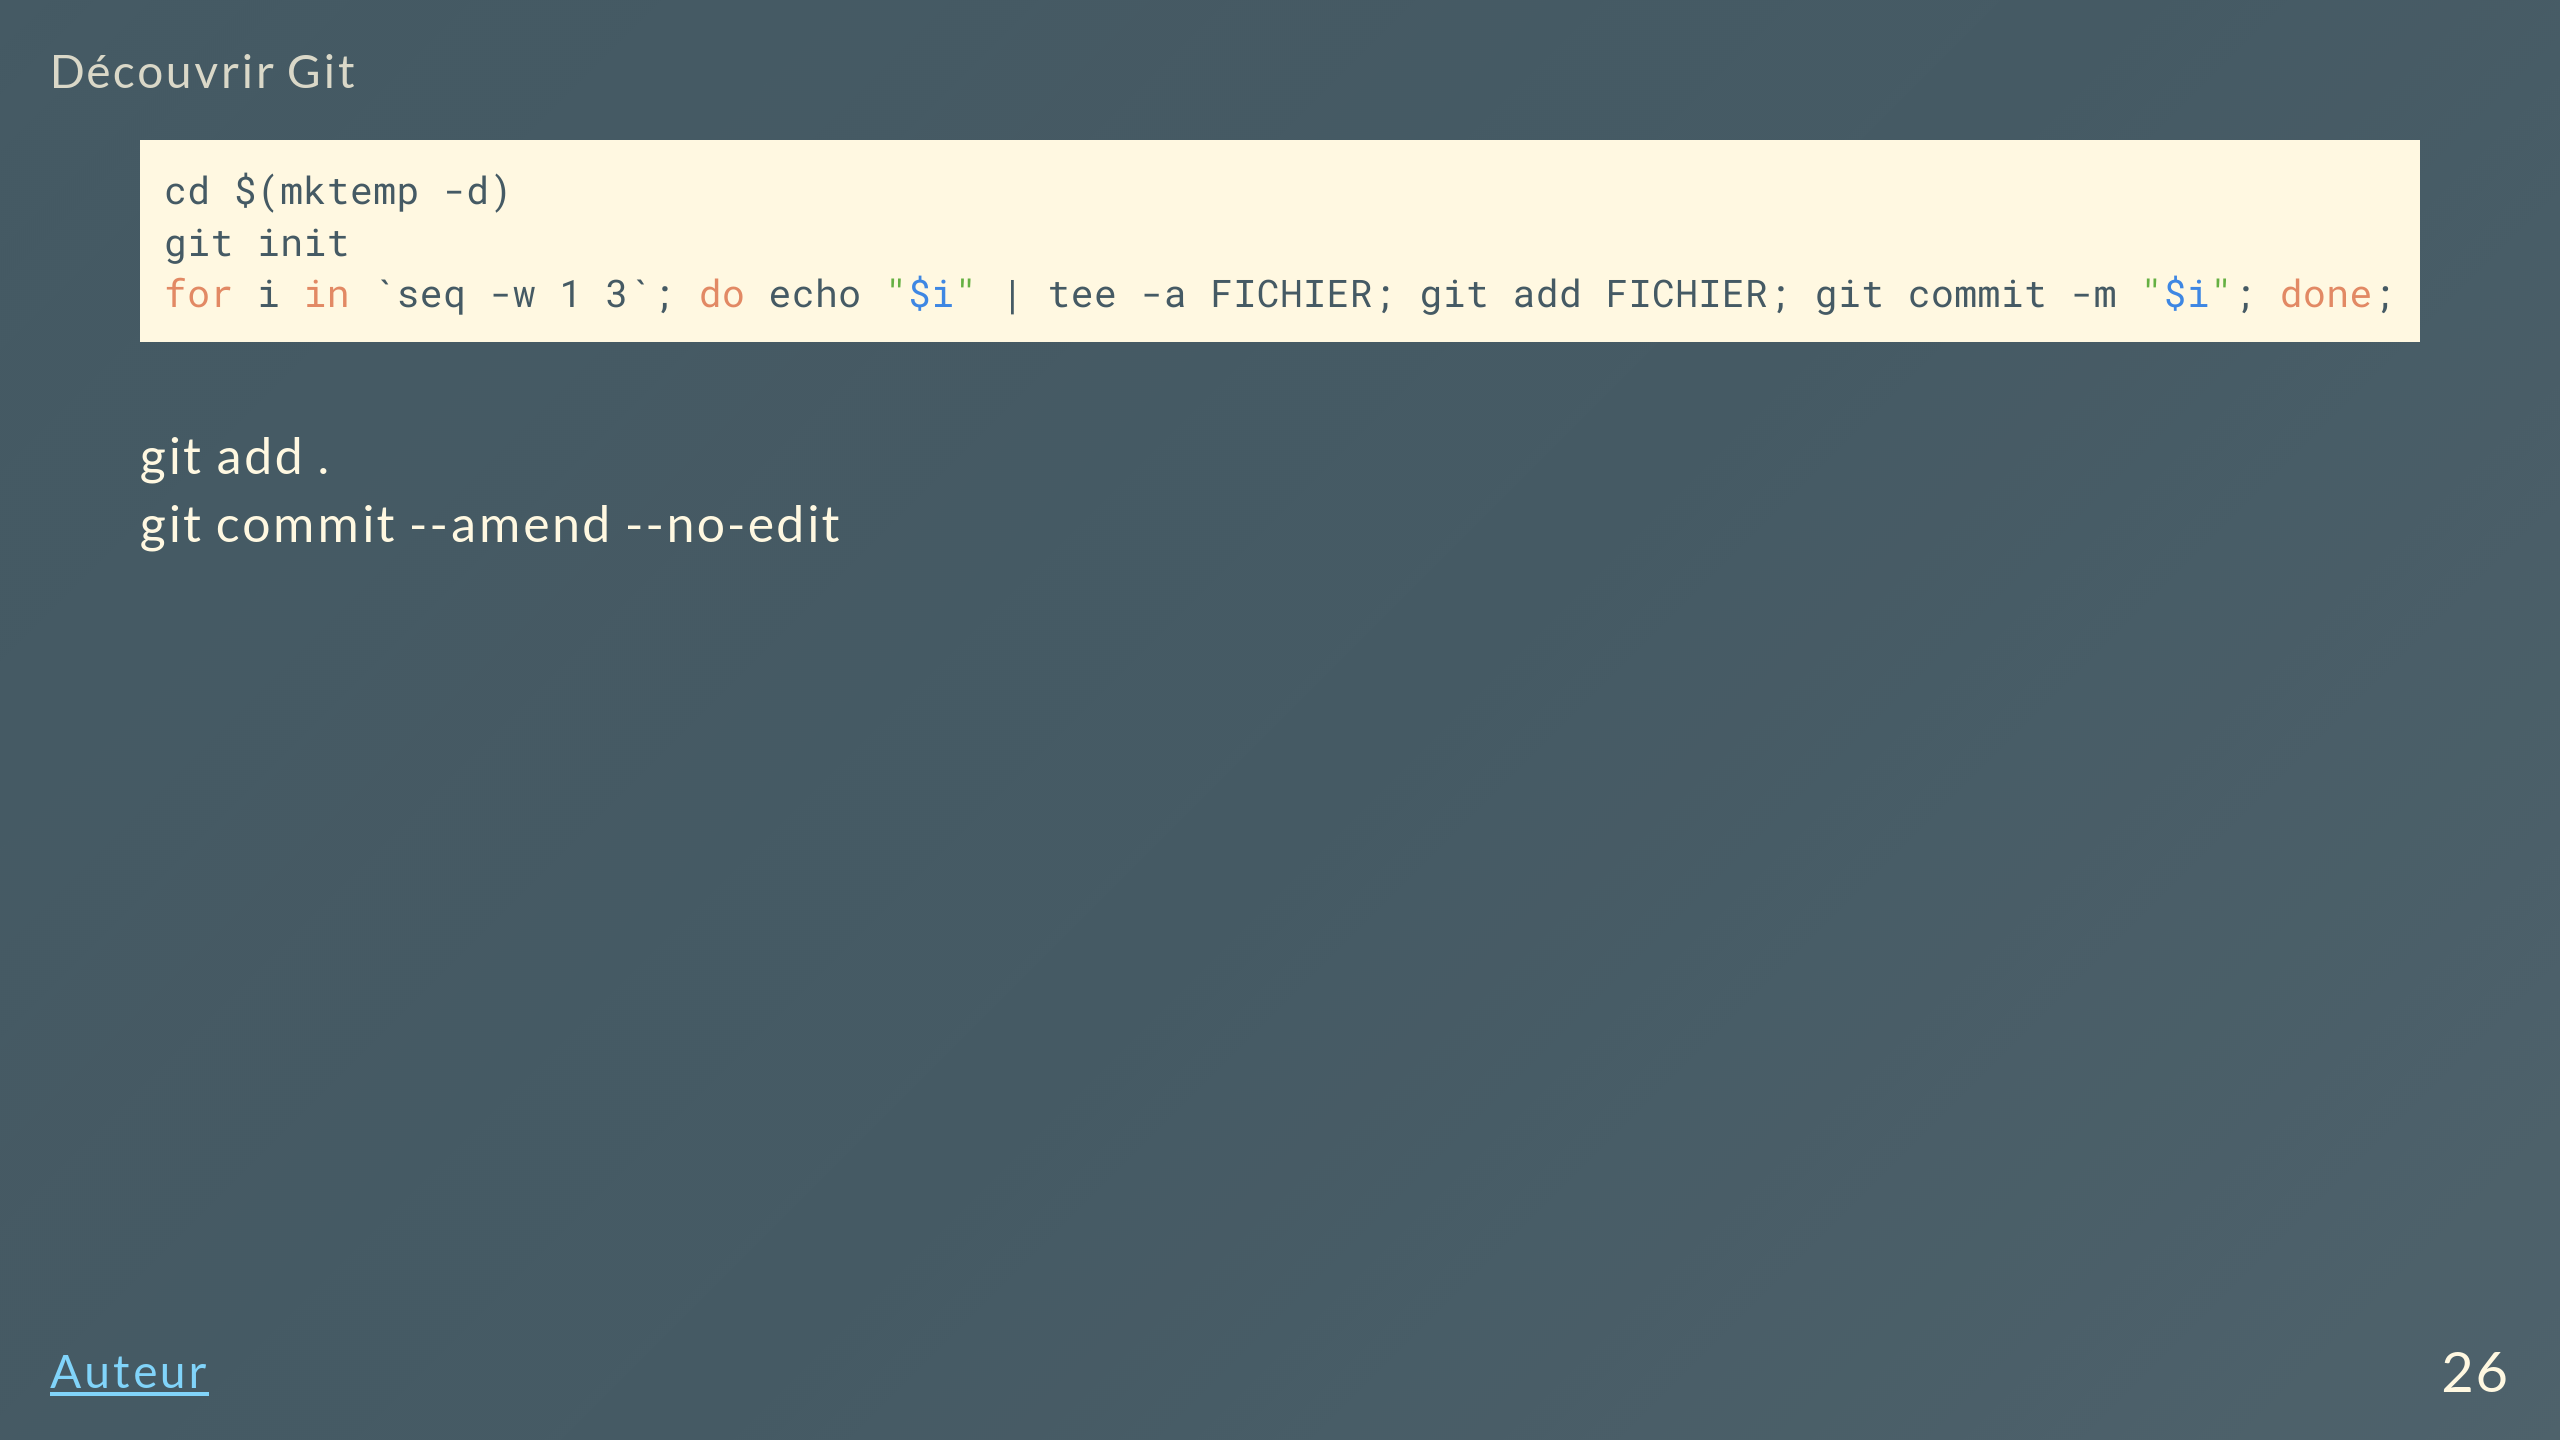 Découvrir Git
cd $(mktemp -d)
git init
for i in `seq -w 1 3`; do echo "$i" | tee -a FICHIER; git add FICHIER; git commit -m "$i"; done;
git add .
git commit --amend --no-edit
Auteur
26